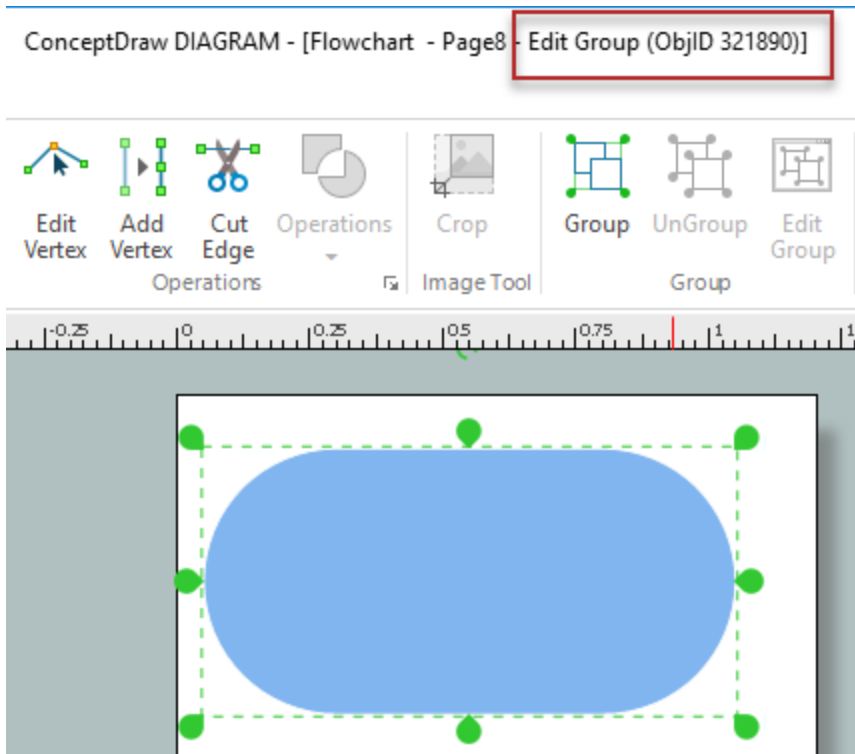 ConceptDraw DIAGRAM - [Flowchart - Page8 - Edit Group (ObjID 321890)]
Edit Vertex
Add Vertex
Cut Edge
Operations
Crop
Group
UnGroup
Edit Group
Operations
Image Tool
Group
-0.25 0 0.25 0.5 0.75 1 1